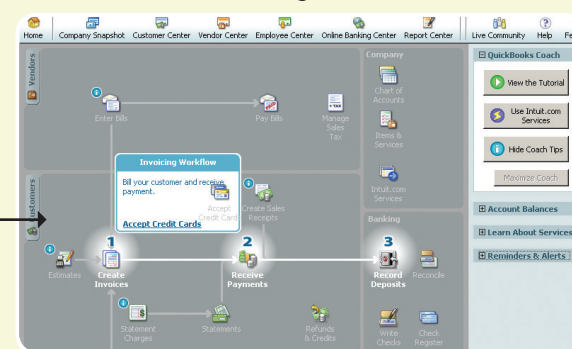 Home Company Snapshot Customer Center Vendor Center Employee Center Online Banking Center Report Center Live Community Help Fe
Vendors
Enter Bills
Pay Bills
Manage Sales Tax
Company
Chart of Accounts
Items & Services
Intuit.com Services
Customers
Invoicing Workflow
Bill your customer and receive
payment.
Accept Credit Cards
Accept Credit Card
Create Sales Receipts
Estimates
1
Create
Invoices
2
Receive
Payments
Banking
3
Record
Deposits
Reconcile
Statement
Charges
Statements
Refunds
& Credits
Write
Checks
Check
Register
QuickBooks Coach
View the Tutorial
Use Intuit.com
Services
Hide Coach Tips
Maximize Coach
Account Balances
Learn About Services
Reminders & Alerts